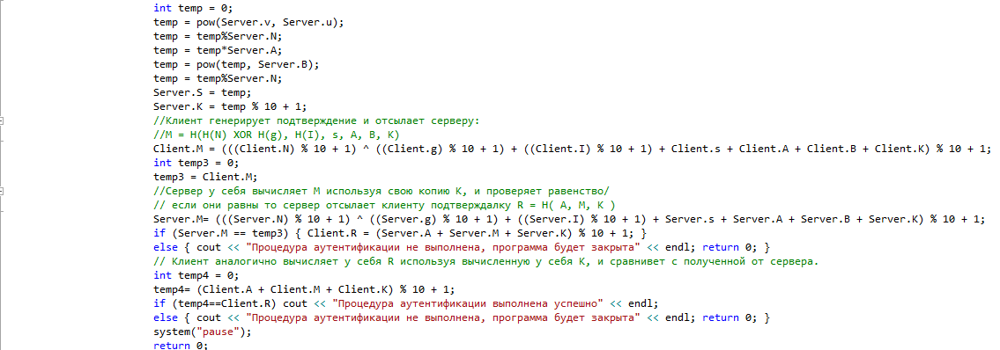 int temp = 0;
temp = pow(Server.v, Server.u);
temp = temp%Server.N;
temp = temp*Server.A;
temp = pow(temp, Server.B);
temp = temp%Server.N;
Server.S = temp;
Server.K = temp % 10 + 1;
//Клиент генерирует подтверждение и отсылает серверу:
//M = H(H(N) XOR H(g), H(I), s, A, B, K)
Client.M = (((Client.N) % 10 + 1) ^ ((Client.g) % 10 + 1) + ((Client.I) % 10 + 1) + Client.s + Client.A + Client.B + Client.K) % 10 + 1;
int temp3 = 0;
temp3 = Client.M;
//Сервер у себя вычисляет M используя свою копию K, и проверяет равенство/
// если они равны то сервер отсылает клиенту подтверждалку R = H( A, M, K )
Server.M= (((Server.N) % 10 + 1) ^ ((Server.g) % 10 + 1) + ((Server.I) % 10 + 1) + Server.s + Server.A + Server.B + Server.K) % 10 + 1;
if (Server.M == temp3) { Client.R = (Server.A + Server.M + Server.K) % 10 + 1; }
else { cout << "Процедура аутентификации не выполнена, программа будет закрыта" << endl; return 0; }
// Клиент аналогично вычисляет у себя R используя вычисленную у себя K, и сравнивет с полученной от сервера.
int temp4 = 0;
temp4= (Client.A + Client.M + Client.K) % 10 + 1;
if (temp4==Client.R) cout << "Процедура аутентификации выполнена успешно" << endl;
else { cout << "Процедура аутентификации не выполнена, программа будет закрыта" << endl; return 0; }
system("pause");
return 0;